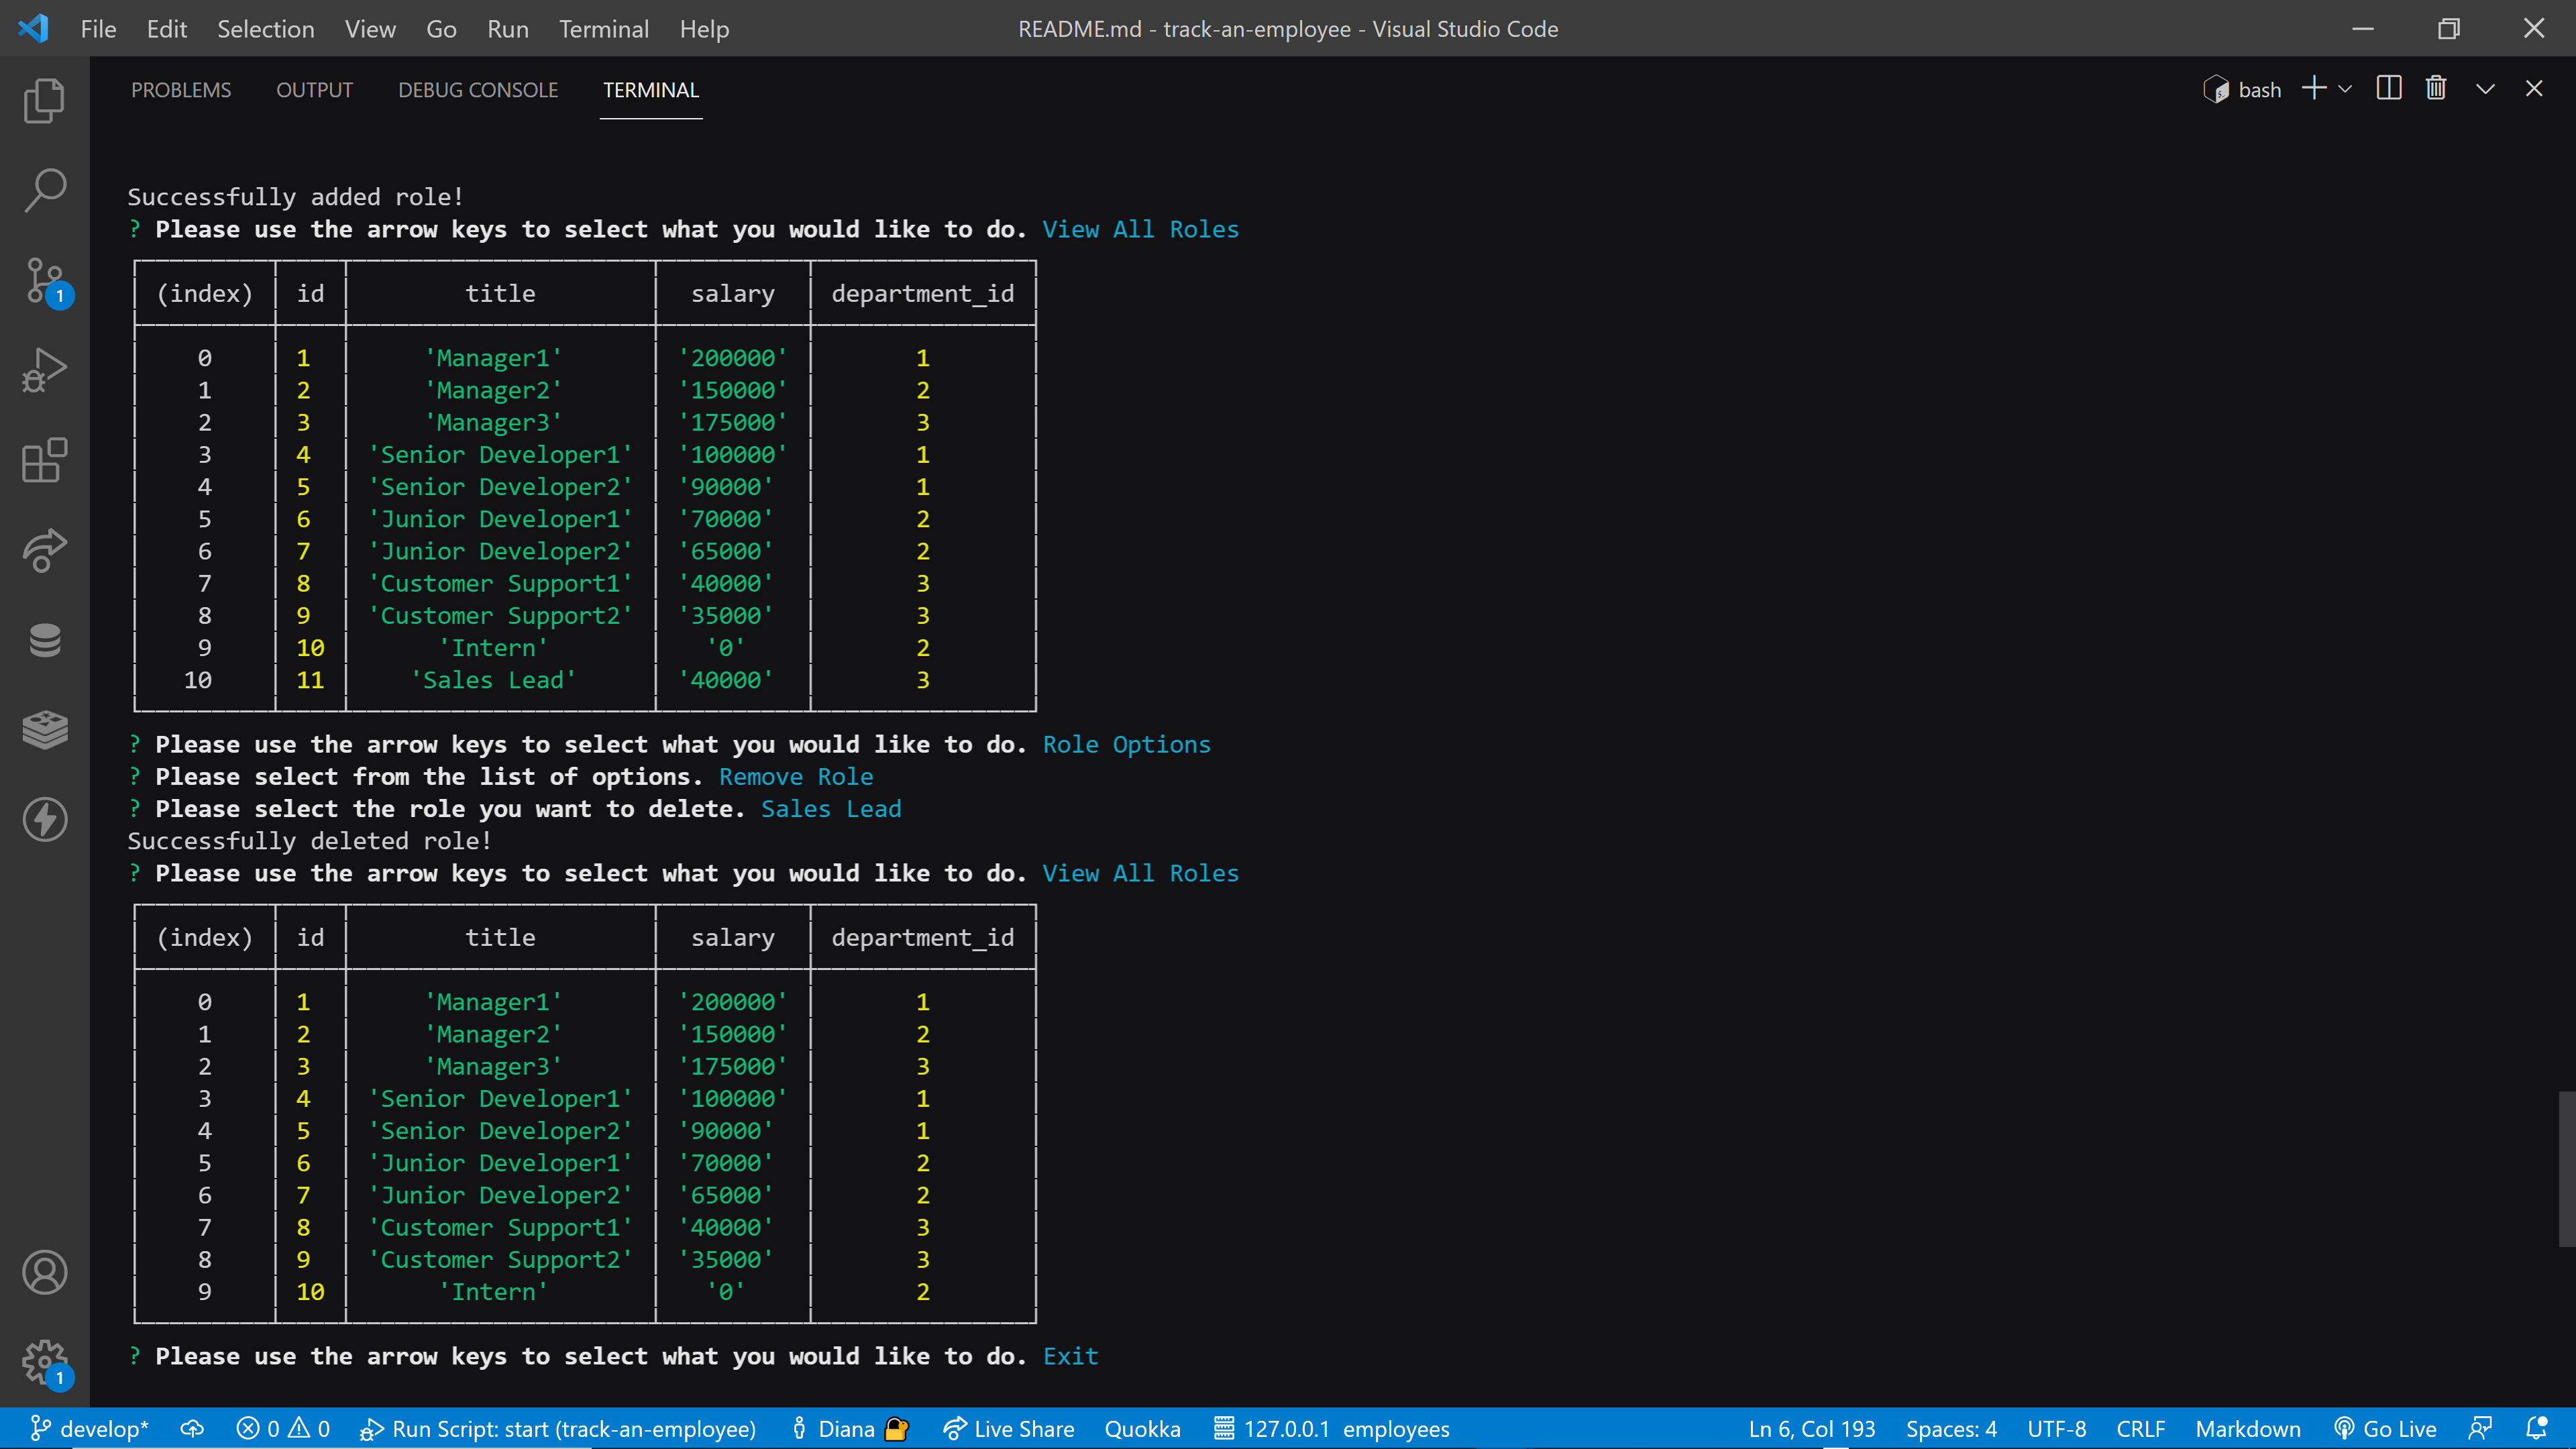 File Edit Selection View Go Run Terminal Help README.md - track-an-employee - Visual Studio Code
PROBLEMS OUTPUT DEBUG CONSOLE TERMINAL bash
Successfully added role!
? Please use the arrow keys to select what you would like to do. View All Roles
(index) id title salary department_id
0 1 'Manager1' '200000' 1
1 2 'Manager2' '150000' 2
2 3 'Manager3' '175000' 3
3 4 'Senior Developer1' '100000' 1
4 5 'Senior Developer2' '90000' 1
5 6 'Junior Developer1' '70000' 2
6 7 'Junior Developer2' '65000' 2
7 8 'Customer Support1' '40000' 3
8 9 'Customer Support2' '35000' 3
9 10 'Intern' '0' 2
10 11 'Sales Lead' '40000' 3
? Please use the arrow keys to select what you would like to do. Role Options
? Please select from the list of options. Remove Role
? Please select the role you want to delete. Sales Lead
Successfully deleted role!
? Please use the arrow keys to select what you would like to do. View All Roles
(index) id title salary department_id
0 1 'Manager1' '200000' 1
1 2 'Manager2' '150000' 2
2 3 'Manager3' '175000' 3
3 4 'Senior Developer1' '100000' 1
4 5 'Senior Developer2' '90000' 1
5 6 'Junior Developer1' '70000' 2
6 7 'Junior Developer2' '65000' 2
7 8 'Customer Support1' '40000' 3
8 9 'Customer Support2' '35000' 3
9 10 'Intern' '0' 2
? Please use the arrow keys to select what you would like to do. Exit
1
1
develop* 0 0 Run Script: start (track-an-employee) Diana Live Share Quokka 127.0.0.1 employees Ln 6, Col 193 Spaces: 4 UTF-8 CRLF Markdown Go Live